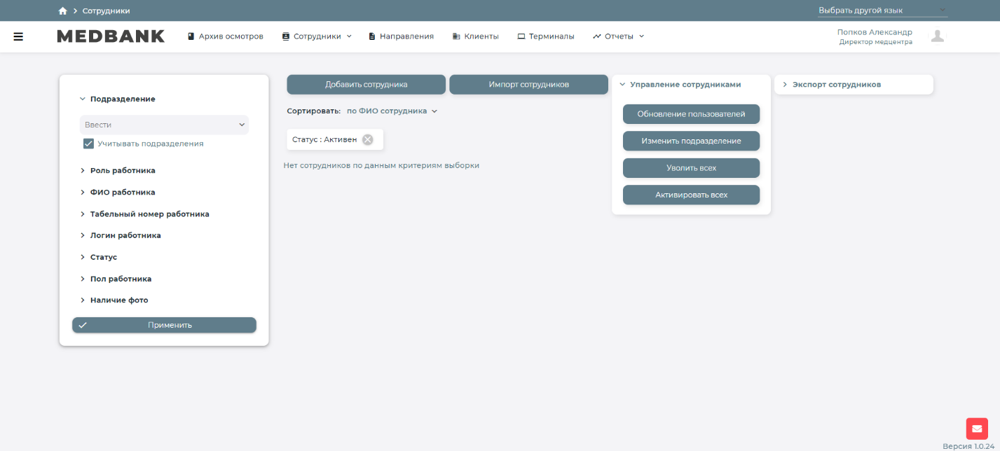 Сотрудники
Выбрать другой язык
MEDBANK
Архив осмотров
Сотрудники
Направления
Клиенты
Терминалы
Отчеты
Попков Александр
Директор медцентра
Подразделение
Ввести
Учитывать подразделения
Роль работника
ФИО работника
Табельный номер работника
Логин работника
Статус
Пол работника
Наличие фото
Применить
Добавить сотрудника
Импорт сотрудников
Сортировать: по ФИО сотрудника
Статус : Активен
Нет сотрудников по данным критериям выборки
Управление сотрудниками
Обновление пользователей
Изменить подразделение
Уволить всех
Активировать всех
Экспорт сотрудников
Версия 1.0.24